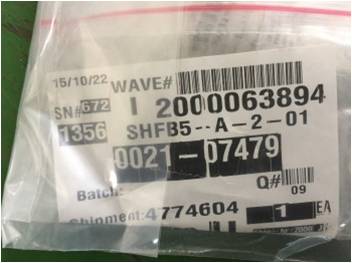 15/10/22 WAVE#
SN#672 I 2000063894
1356 SHFB5--A-2-01
0021-07479
Batch: Q#
09
Shipment:4774604 1 EA